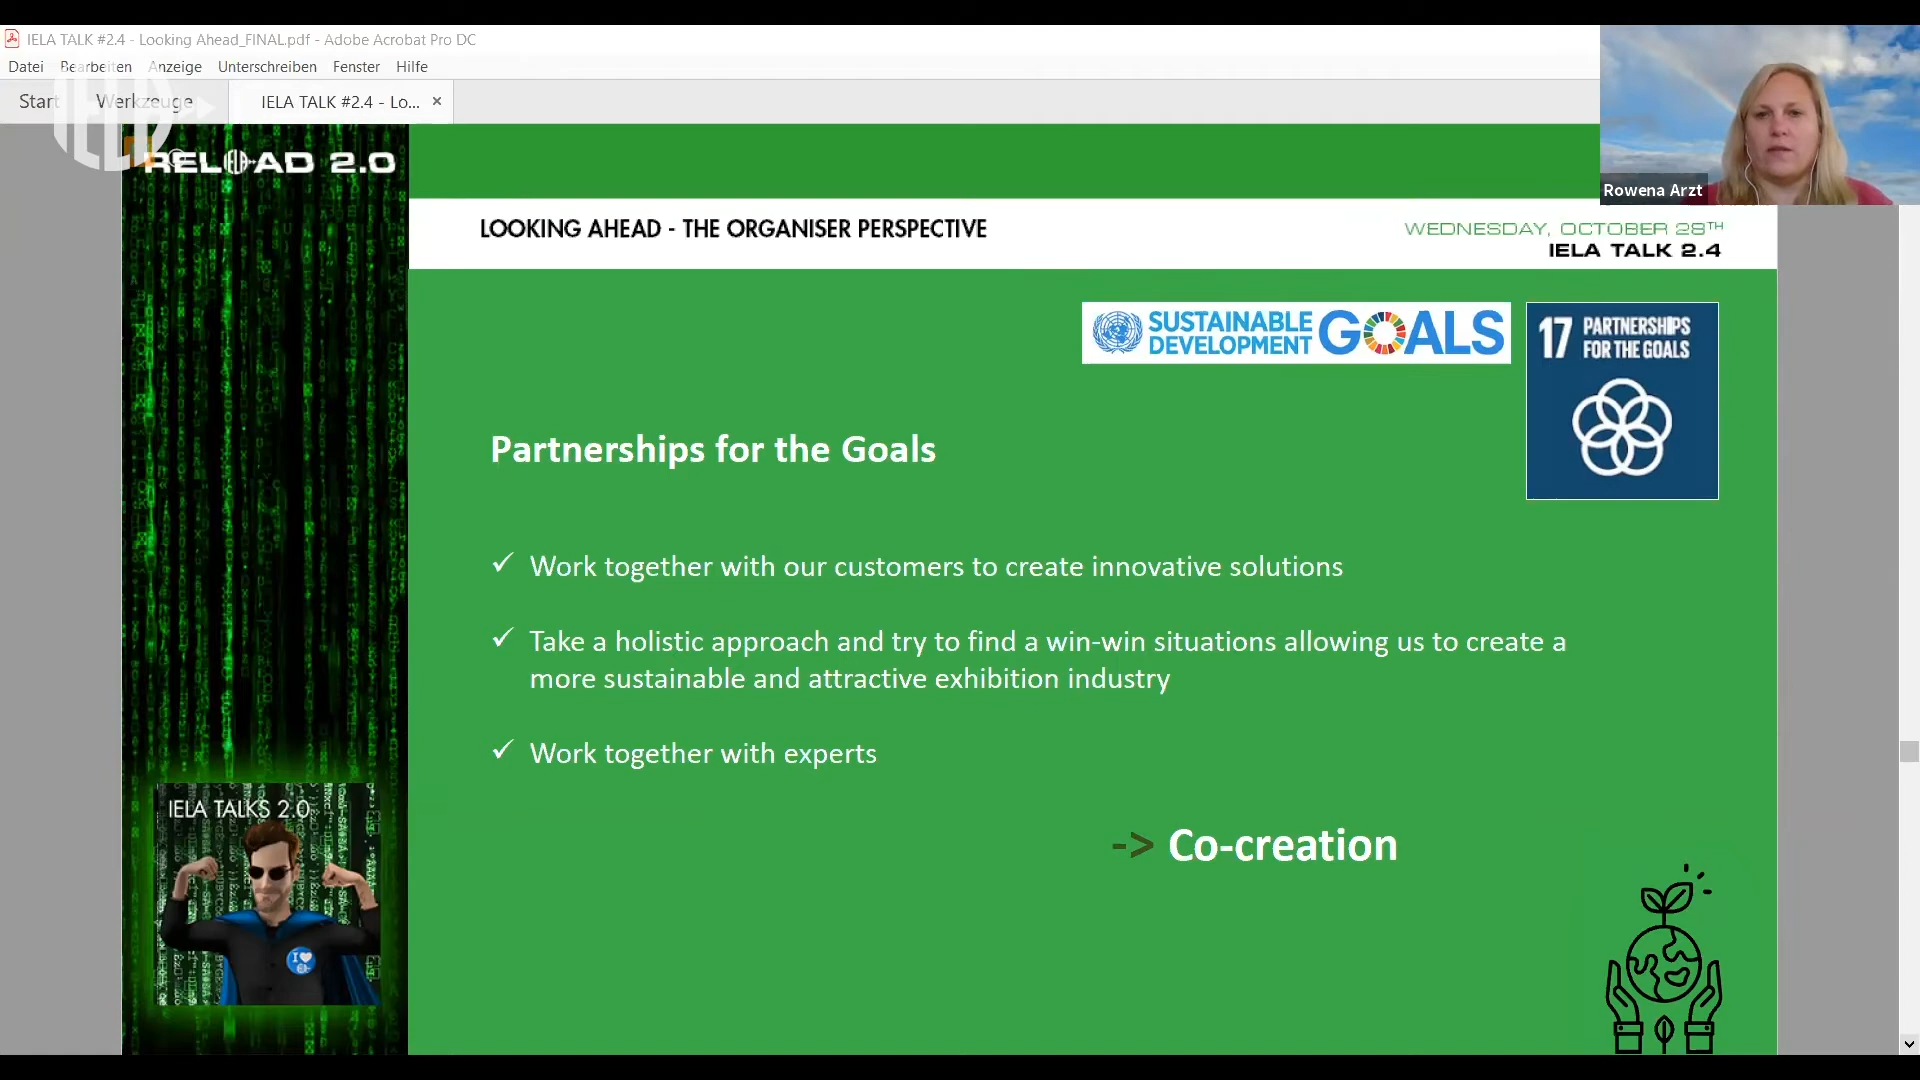 IELA TALK #2.4 - Looking Ahead_FINAL.pdf - Adobe Acrobat Pro DC
Datei Bearbeiten Anzeige Unterschreiben Fenster Hilfe
Start Werkzeuge IELA TALK #2.4 - Lo... ×
IELA
RELOAD 2.0
Rowena Arzt
LOOKING AHEAD - THE ORGANISER PERSPECTIVE
WEDNESDAY, OCTOBER 28TH
IELA TALK 2.4
SUSTAINABLE
DEVELOPMENT
GOALS
17 PARTNERSHIPS
FOR THE GOALS
Partnerships for the Goals
✓ Work together with our customers to create innovative solutions
✓ Take a holistic approach and try to find a win-win situations allowing us to create a
more sustainable and attractive exhibition industry
✓ Work together with experts
-> Co-creation
IELA TALKS 2.0